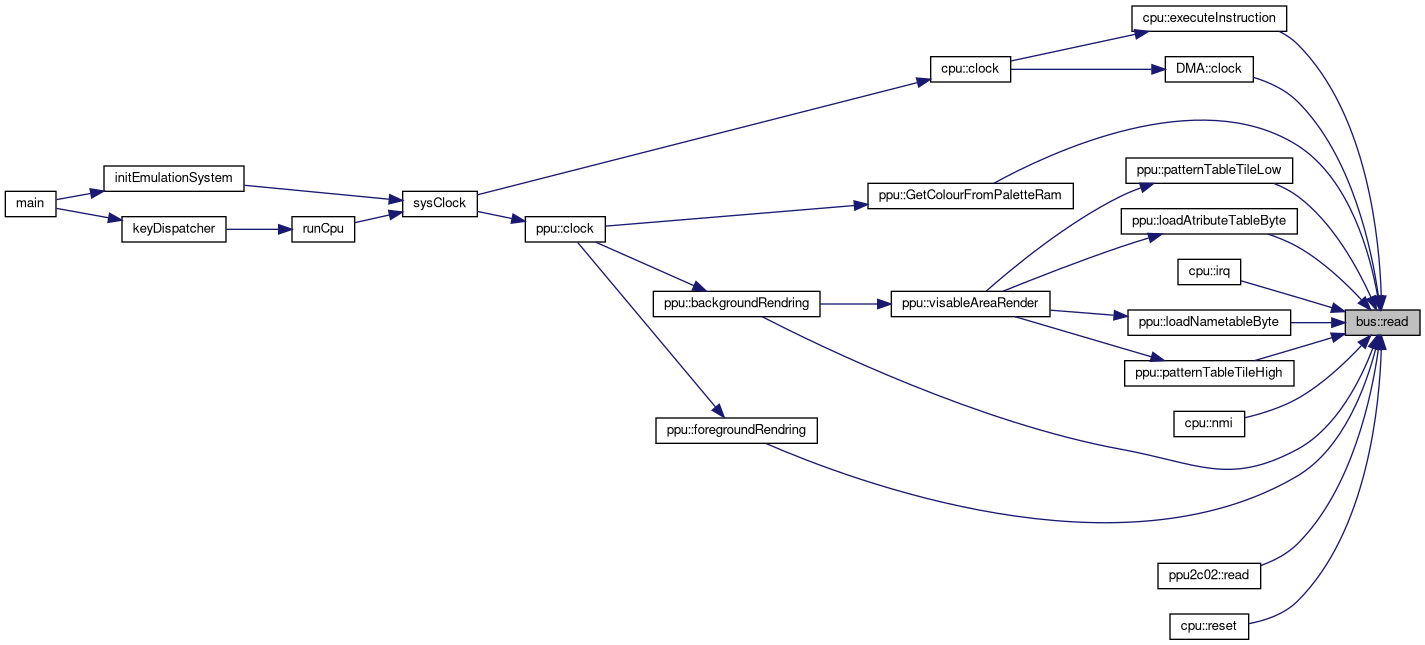 cpu::executeInstruction
cpu::clock
DMA::clock
ppu::patternTableTileLow
initEmulationSystem
main
sysClock
ppu::GetColourFromPaletteRam
ppu::loadAtributeTableByte
keyDispatcher
runCpu
ppu::clock
cpu::irq
ppu::backgroundRendring
ppu::visableAreaRender
ppu::loadNametableByte
bus::read
ppu::patternTableTileHigh
cpu::nmi
ppu::foregroundRendring
ppu2c02::read
cpu::reset